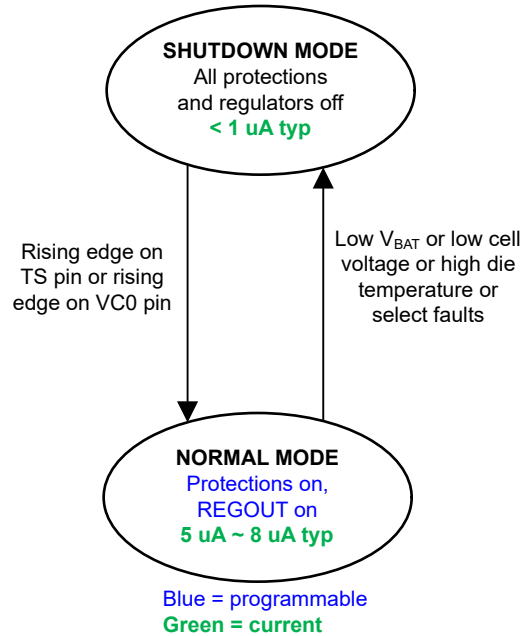 SHUTDOWN MODE
All protections
and regulators off
< 1 uA typ
Rising edge on
TS pin or rising
edge on VC0 pin
Low VBAT or low cell
voltage or high die
temperature or
select faults
NORMAL MODE
Protections on,
REGOUT on
5 uA ~ 8 uA typ
Blue = programmable
Green = current